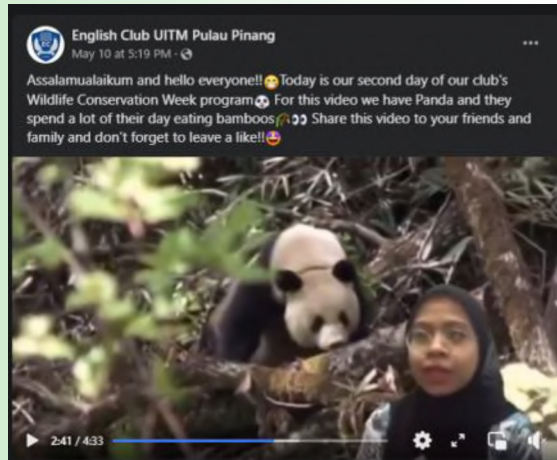 English Club UITM Pulau Pinang
May 10 at 5:19 PM ·
Assalamualaikum and hello everyone!!😁Today is our second day of our club's
Wildlife Conservation Week program🐼 For this video we have Panda and they
spend a lot of their day eating bamboos🎋👀 Share this video to your friends and
family and don't forget to leave a like!!🤩
2:41 / 4:33